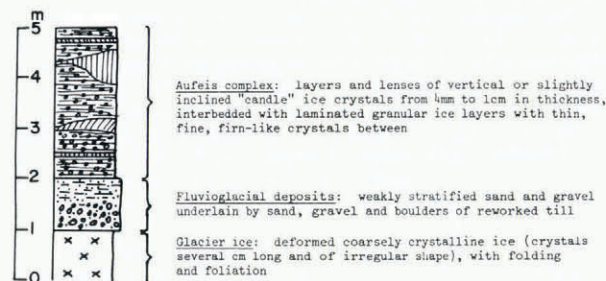 m
5
4
3
2
1
0
Aufeis complex: layers and lenses of vertical or slightly
inclined "candle" ice crystals from 4mm to 1cm in thickness,
interbedded with laminated granular ice layers with thin,
fine, firn-like crystals between
Fluvioglacial deposits: weakly stratified sand and gravel
underlain by sand, gravel and boulders of reworked till
Glacier ice: deformed coarsely crystalline ice (crystals
several cm long and of irregular shape), with folding
and foliation